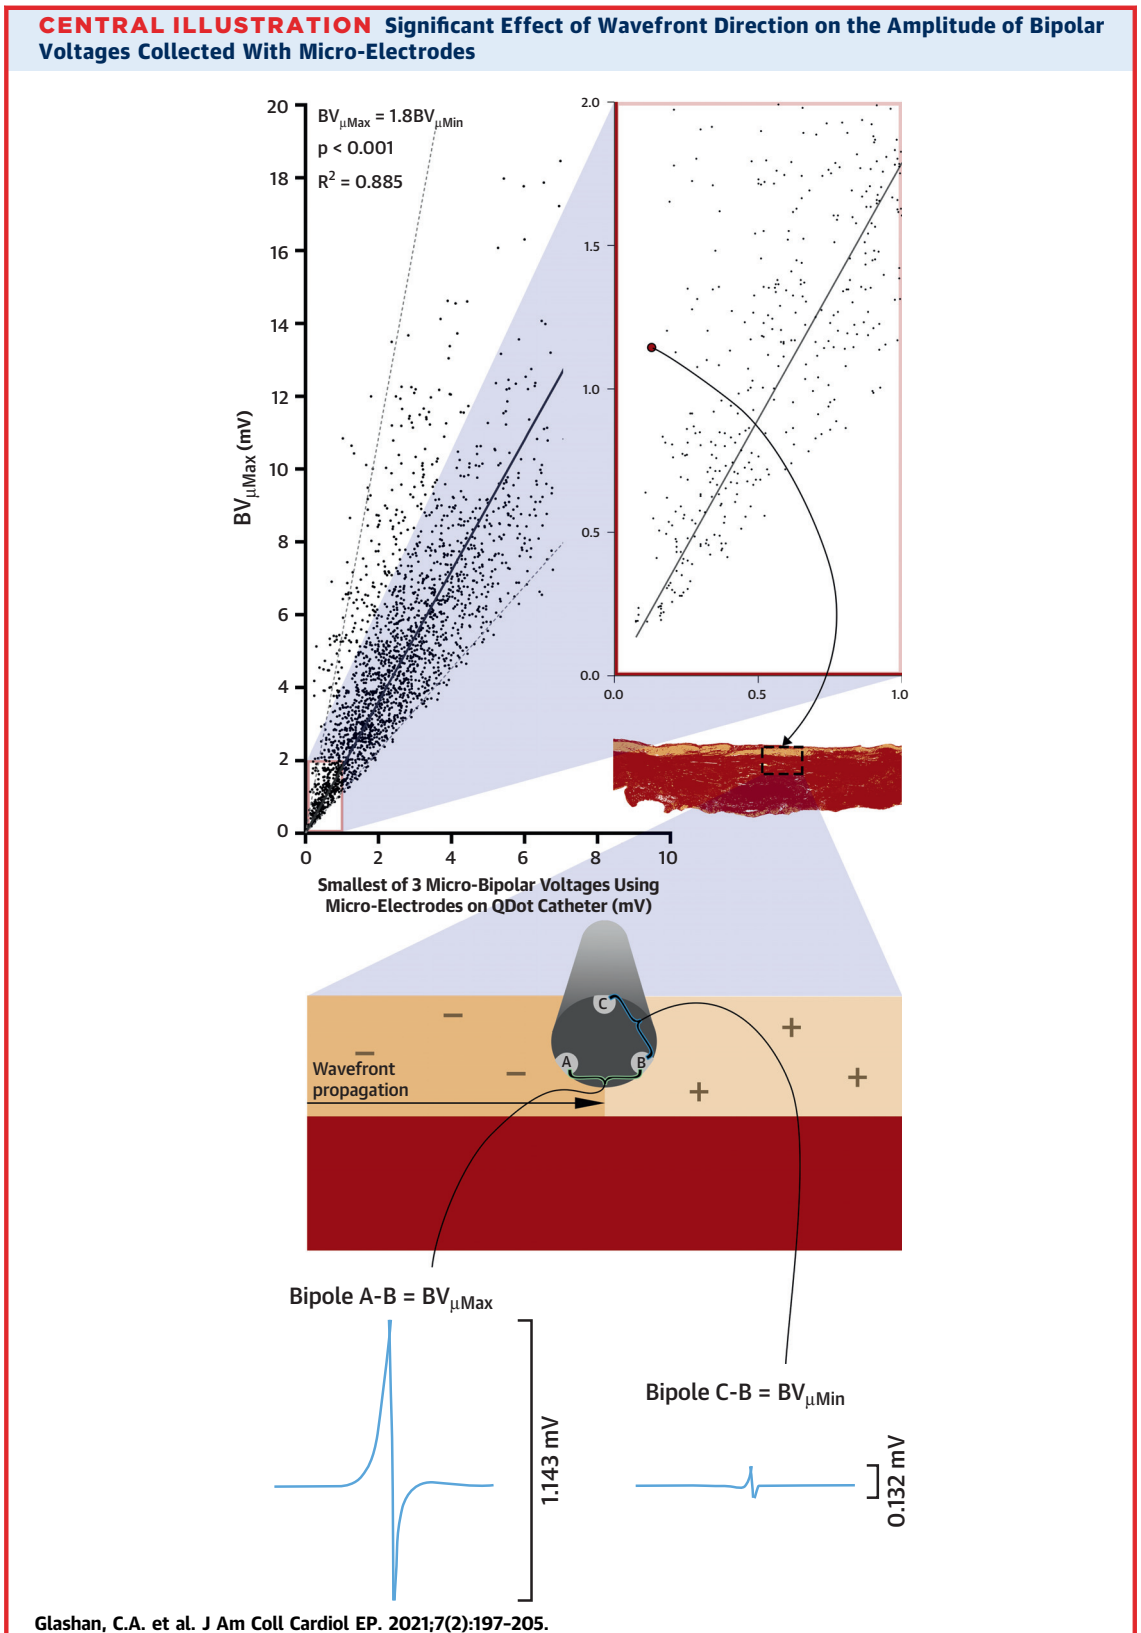 CENTRAL ILLUSTRATION Significant Effect of Wavefront Direction on the Amplitude of Bipolar
Voltages Collected With Micro-Electrodes
BVμMax = 1.8BVμMin
p < 0.001
R² = 0.885
BVμMax (mV)
20
18
16
14
12
10
8
6
4
2
0
0 2 4 6 8 10
Smallest of 3 Micro-Bipolar Voltages Using
Micro-Electrodes on QDot Catheter (mV)
2.0
1.5
1.0
0.5
0.0
0.0 0.5 1.0
C
A B
− − −
+ + +
Wavefront
propagation
Bipole A-B = BVμMax
1.143 mV
Bipole C-B = BVμMin
0.132 mV
Glashan, C.A. et al. J Am Coll Cardiol EP. 2021;7(2):197–205.